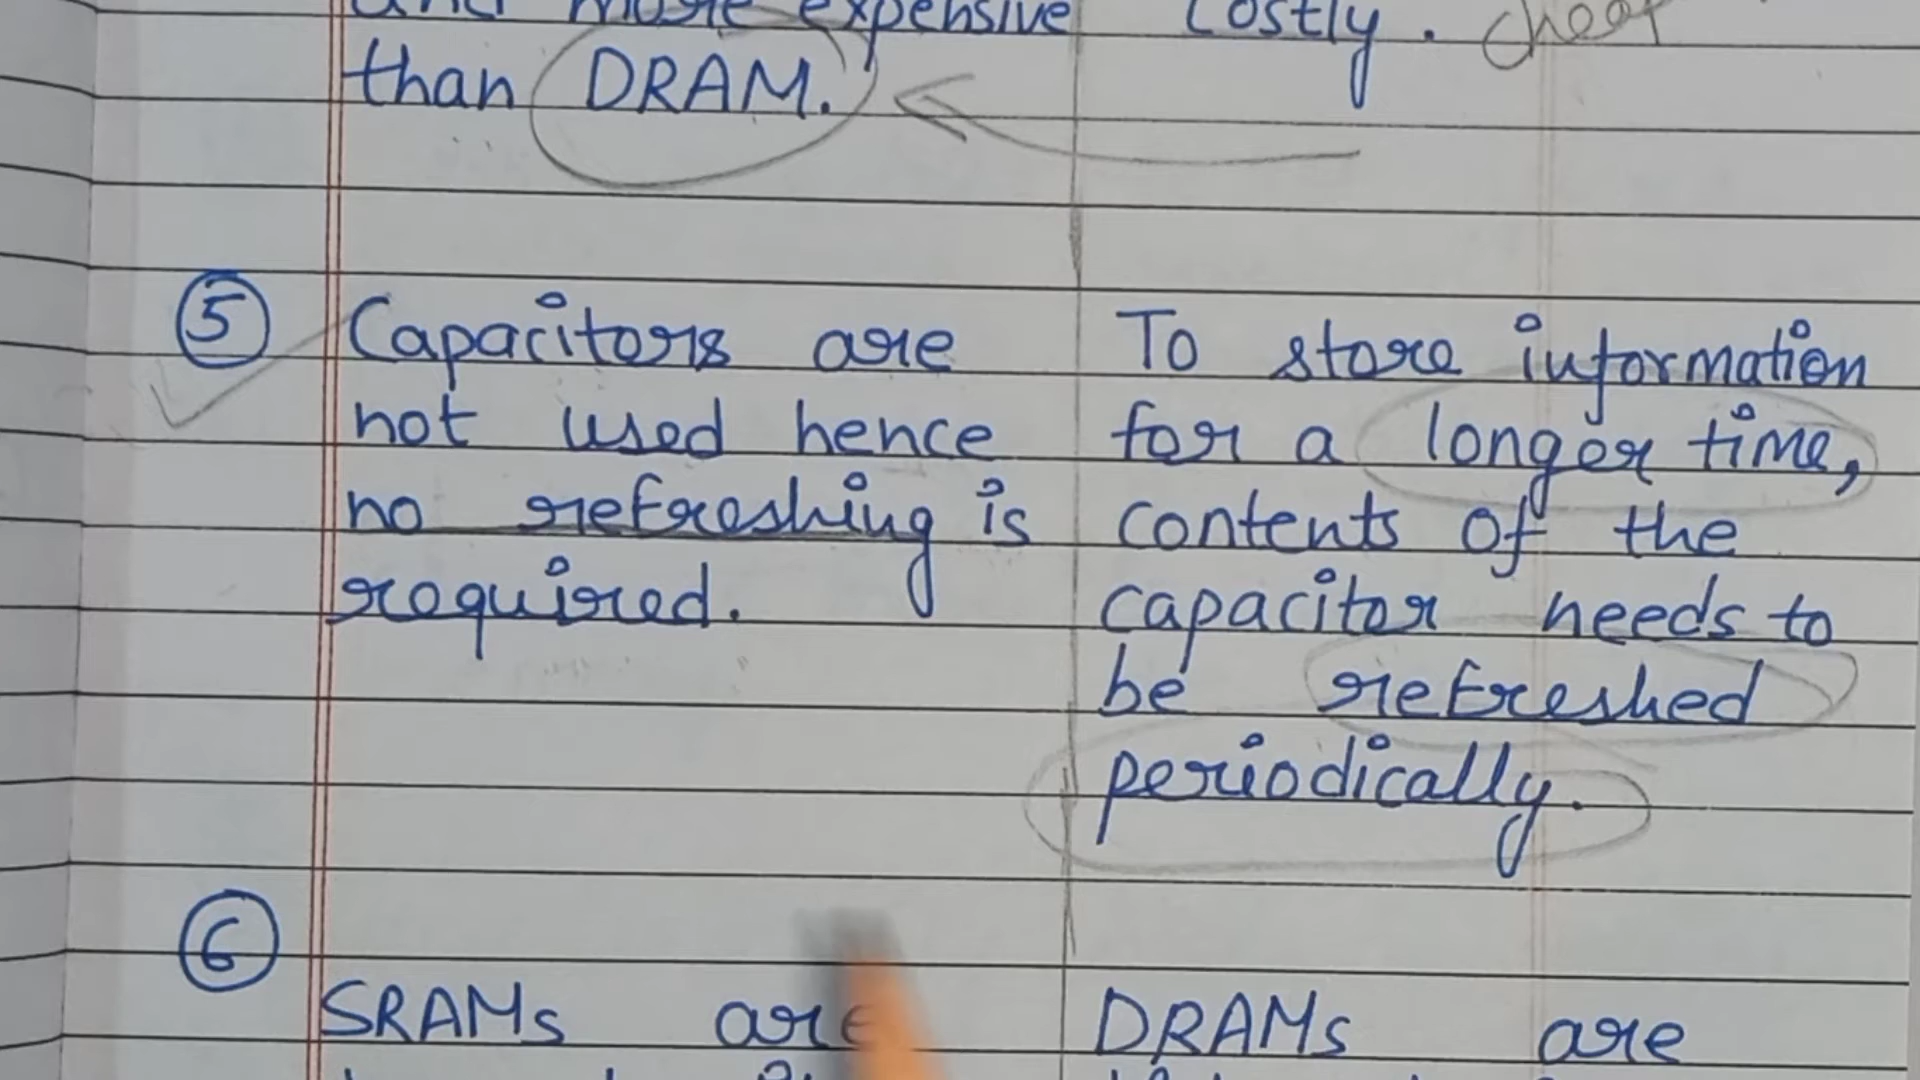 and more expensive
than DRAM.
Costly. cheap
5 Capacitors are
not used hence
no refreshing is
required.
To store information
for a longer time,
contents of the
capacitor needs to
be refreshed
periodically.
6
SRAMs are
DRAMs are